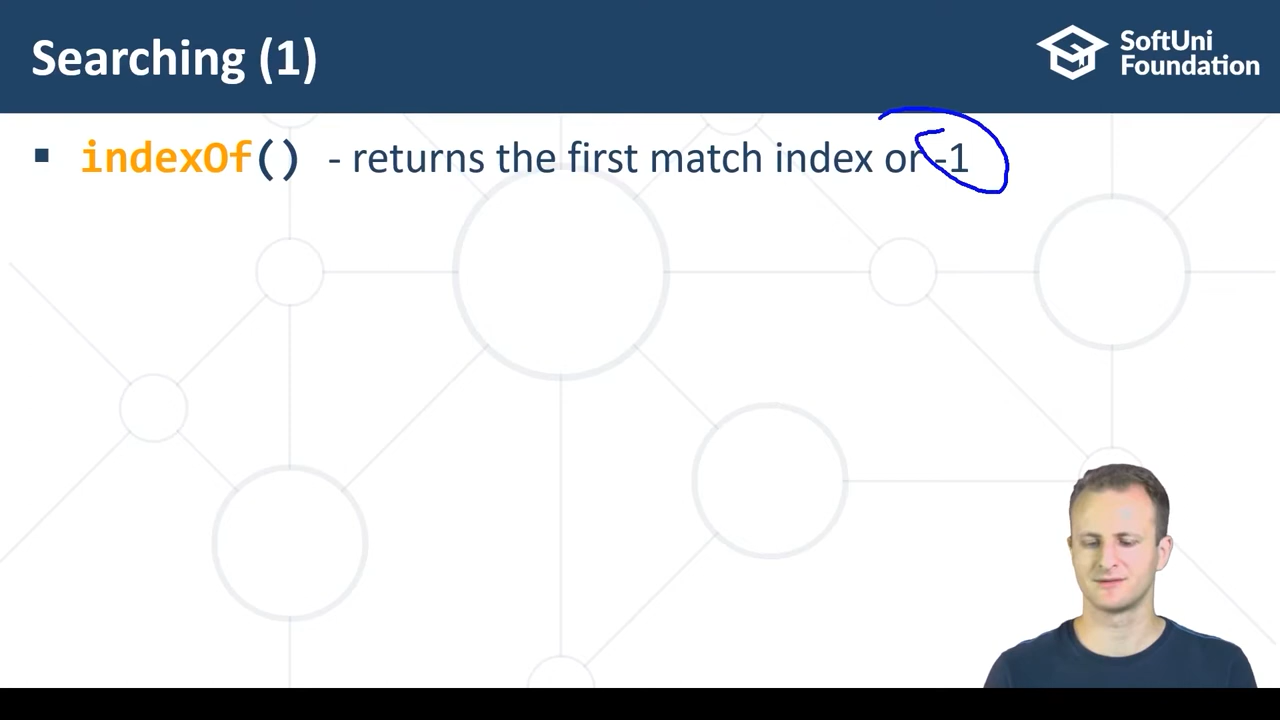 Searching (1)
SoftUni
Foundation
▪ indexOf() - returns the first match index or -1